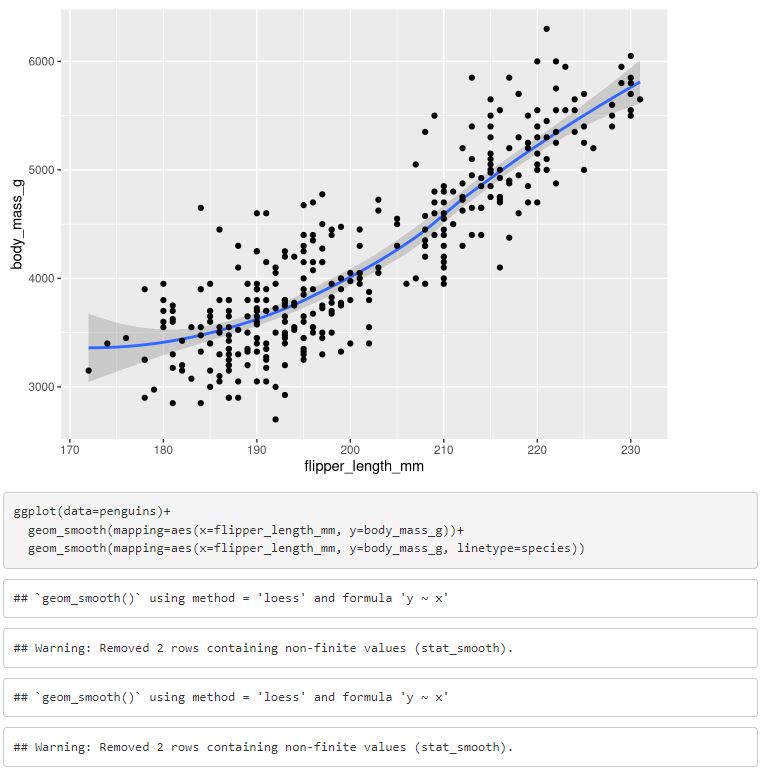 6000
5000
body_mass_g
4000
3000
170 180 190 200 210 220 230
flipper_length_mm
ggplot(data=penguins)+
  geom_smooth(mapping=aes(x=flipper_length_mm, y=body_mass_g))+
  geom_smooth(mapping=aes(x=flipper_length_mm, y=body_mass_g, linetype=species))
## `geom_smooth()` using method = 'loess' and formula 'y ~ x'
## Warning: Removed 2 rows containing non-finite values (stat_smooth).
## `geom_smooth()` using method = 'loess' and formula 'y ~ x'
## Warning: Removed 2 rows containing non-finite values (stat_smooth).